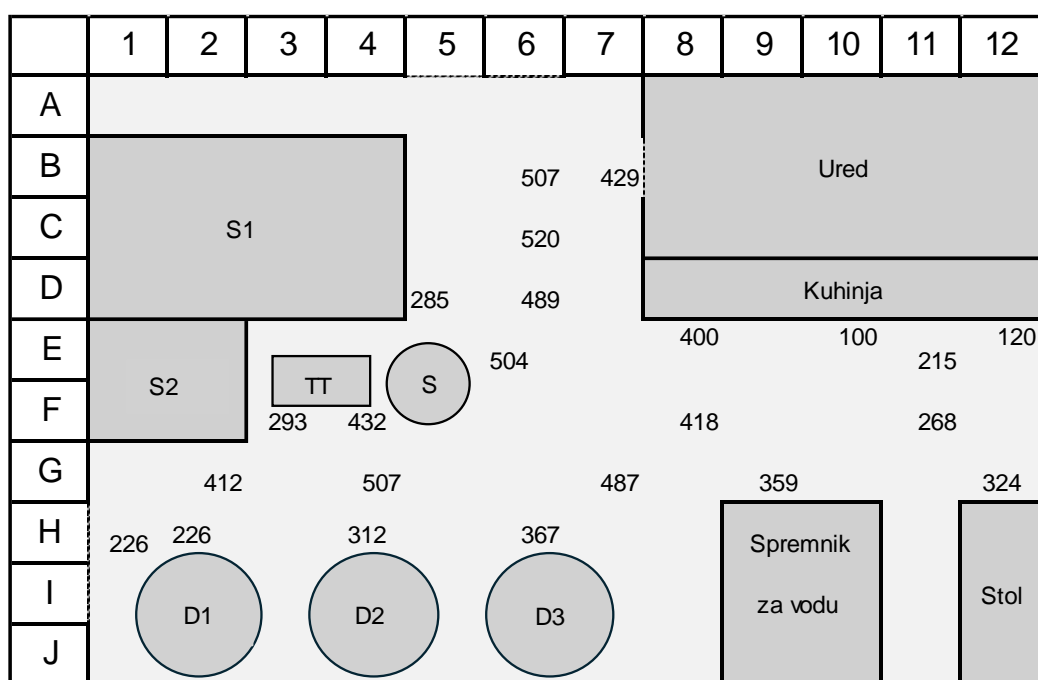 1 2 3 4 5 6 7 8 9 10 11 12
A
B 507 429 Ured
C S1 520
D 285 489 Kuhinja
400 100 120
E 504 215
S2 TT S
F 293 432 418 268
G 412 507 487 359 324
H 226 226 312 367 Spremnik
I D1 D2 D3 za vodu Stol
J